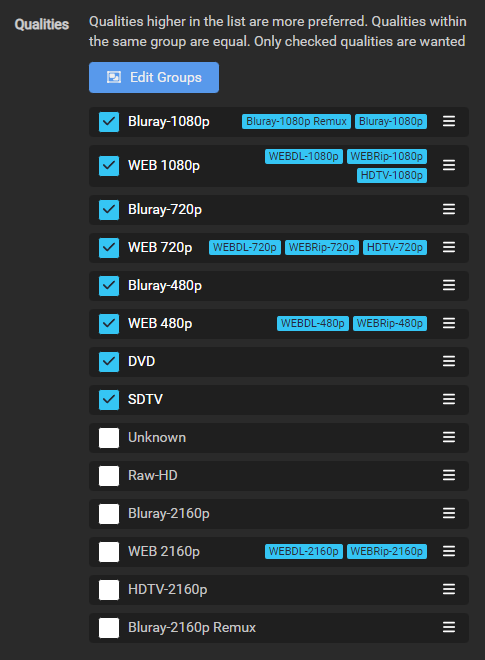 Qualities
Qualities higher in the list are more preferred. Qualities within
the same group are equal. Only checked qualities are wanted
Edit Groups
Bluray-1080p Bluray-1080p Remux Bluray-1080p
WEB 1080p WEBDL-1080p WEBRip-1080p
HDTV-1080p
Bluray-720p
WEB 720p WEBDL-720p WEBRip-720p HDTV-720p
Bluray-480p
WEB 480p WEBDL-480p WEBRip-480p
DVD
SDTV
Unknown
Raw-HD
Bluray-2160p
WEB 2160p WEBDL-2160p WEBRip-2160p
HDTV-2160p
Bluray-2160p Remux